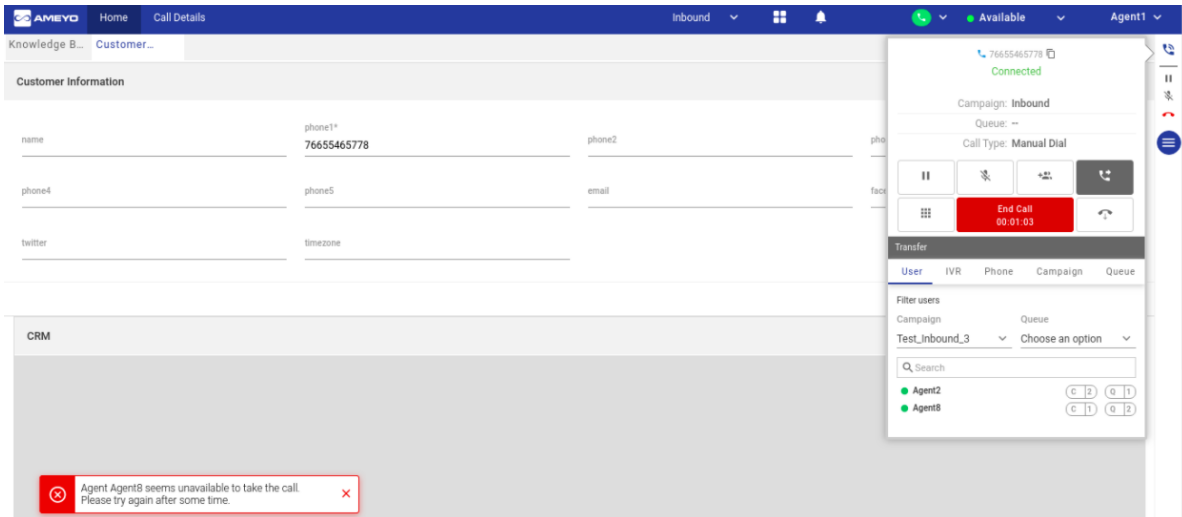 AMEYO Home Call Details Inbound Available Agent1
Knowledge B... Customer...
Customer Information
name
phone1*
76655465778
phone2
pho
phone4
phone5
email
face
twitter
timezone
CRM
76655465778
Connected
Campaign: Inbound
Queue: --
Call Type: Manual Dial
End Call
00:01:03
Transfer
User IVR Phone Campaign Queue
Filter users
Campaign Queue
Test_Inbound_3 Choose an option
Search
Agent2 C 2 Q 1
Agent8 C 1 Q 2
Agent Agent8 seems unavailable to take the call.
Please try again after some time.